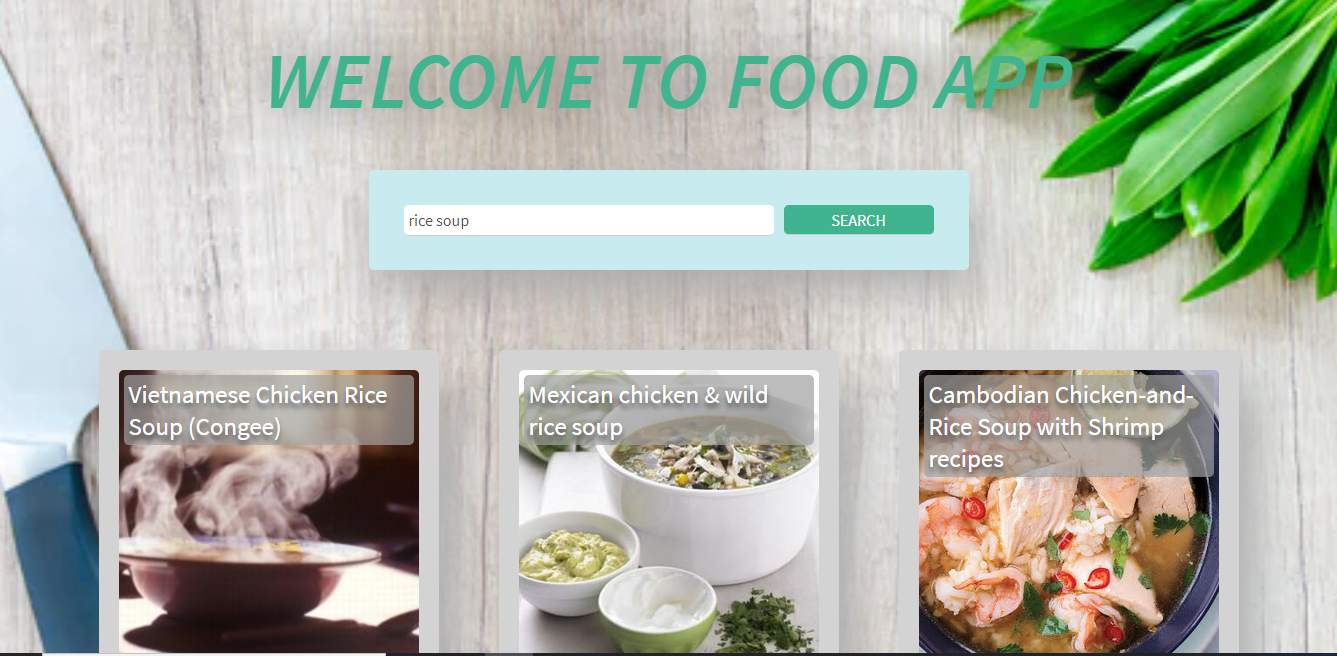 WELCOME TO FOOD APP
rice soup
SEARCH
Vietnamese Chicken Rice
Soup (Congee)
Mexican chicken & wild
rice soup
Cambodian Chicken-and-
Rice Soup with Shrimp
recipes